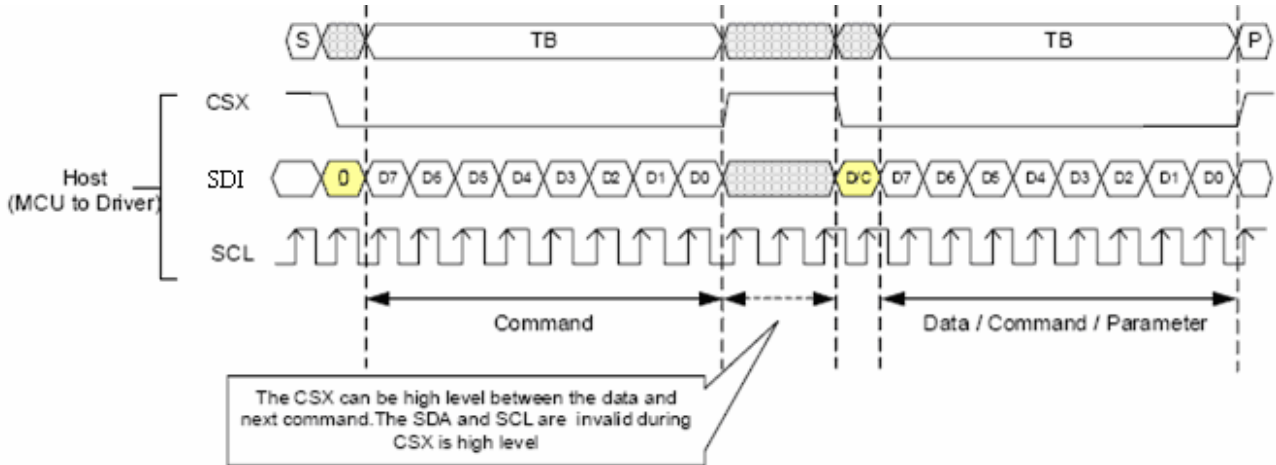 S TB TB P
CSX
Host
(MCU to Driver)
SDI 0 D7 D6 D5 D4 D3 D2 D1 D0 D/C D7 D6 D5 D4 D3 D2 D1 D0
SCL
Command Data / Command / Parameter
The CSX can be high level between the data and
next command.The SDA and SCL are invalid during
CSX is high level